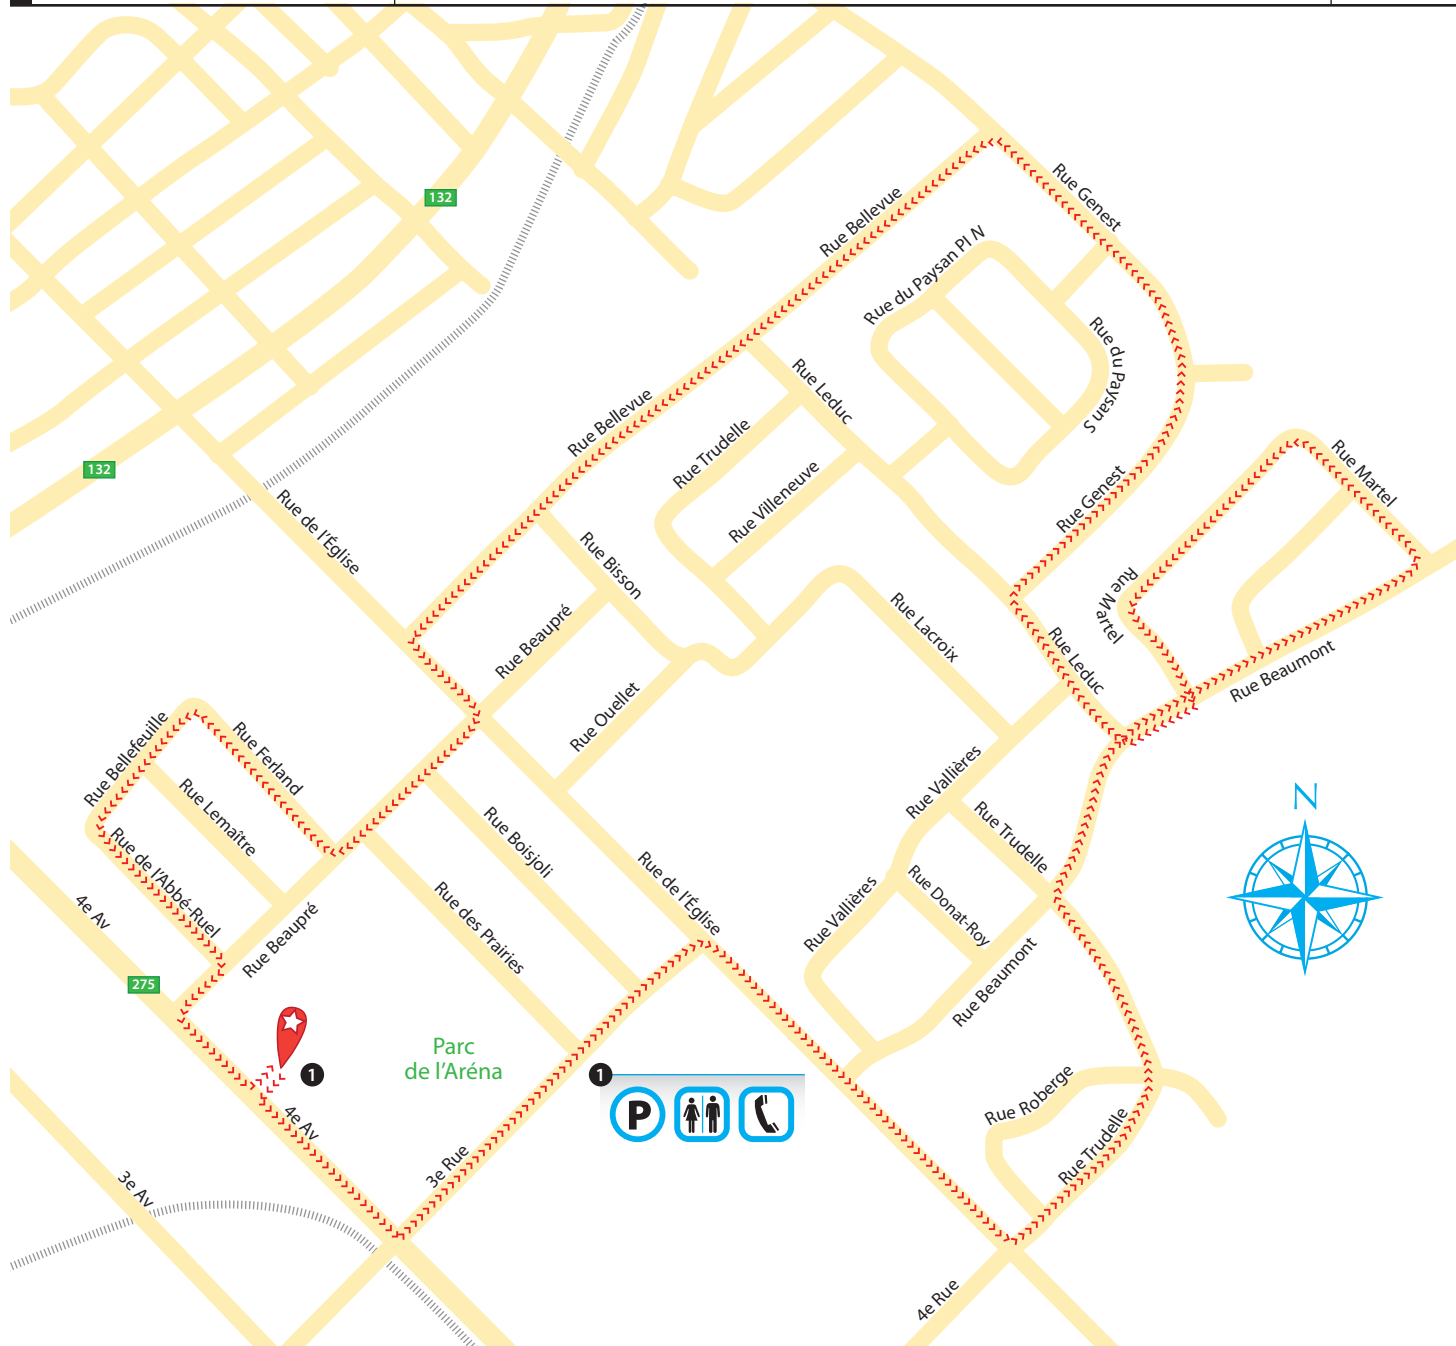 132
Rue Genest
Rue Bellevue
Rue du Paysan Pl N
Rue du Paysan S
Rue Leduc
Rue Bellevue
Rue Trudelle
Rue Martel
132
Rue Villeneuve
Rue Genest
Rue de l'Église
Rue Bisson
Rue Martel
Rue Beaupré
Rue Lacroix
Rue Leduc
Rue Beaumont
Rue Ouellet
Rue Bellefeuille
Rue Ferland
Rue Vallières
N
Rue Lemaître
Rue Boisjoli
Rue Trudelle
Rue de l'Abbé-Ruel
Rue de l'Église
4e Av
Rue des Prairies
Rue Donat-Roy
Rue Vallières
Rue Beaupré
Rue Beaumont
275
Parc
de l'Aréna
1
1
P
4e Av
Rue Roberge
3e Rue
Rue Trudelle
3e Av
4e Rue